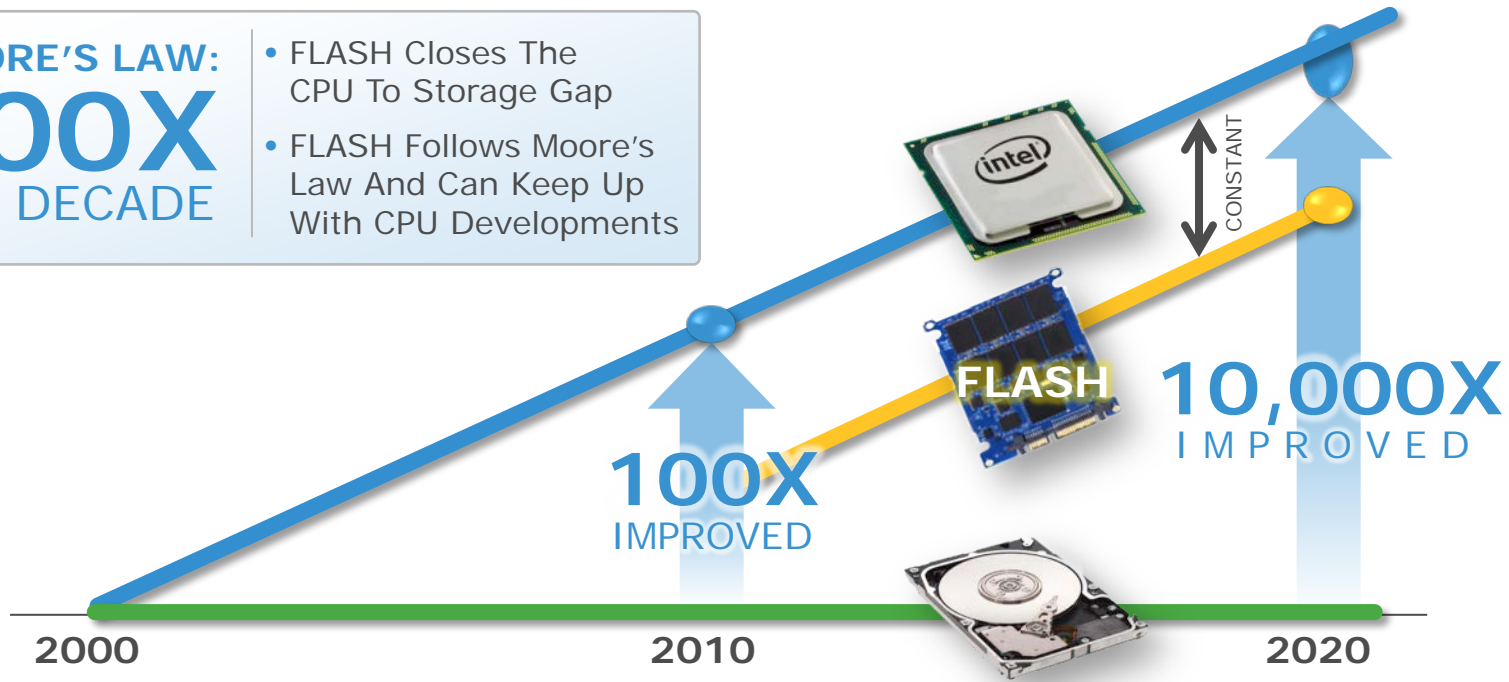 ORE'S LAW:
00X
DECADE
• FLASH Closes The
CPU To Storage Gap
• FLASH Follows Moore's
Law And Can Keep Up
With CPU Developments
intel
CONSTANT
FLASH
100X
IMPROVED
10,000X
IMPROVED
2000
2010
2020